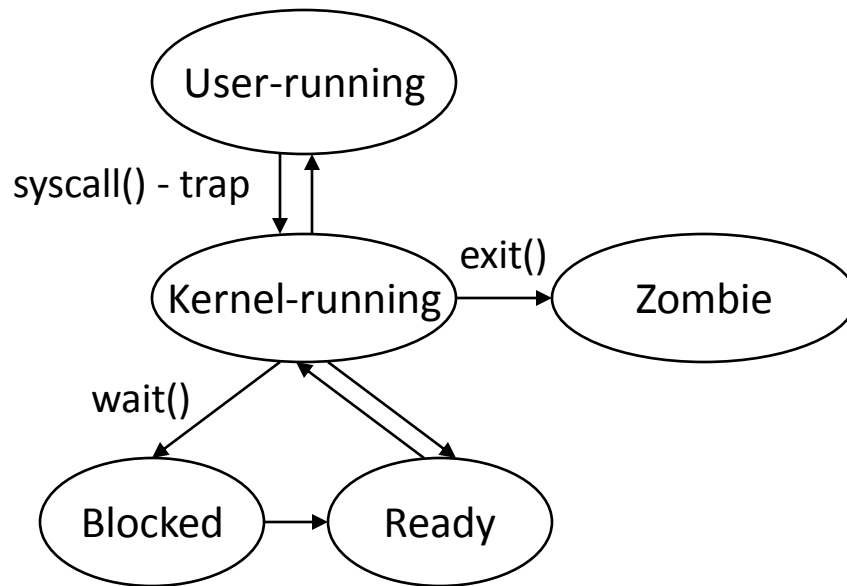 User-running
syscall() - trap
exit()
Kernel-running
Zombie
wait()
Blocked
Ready